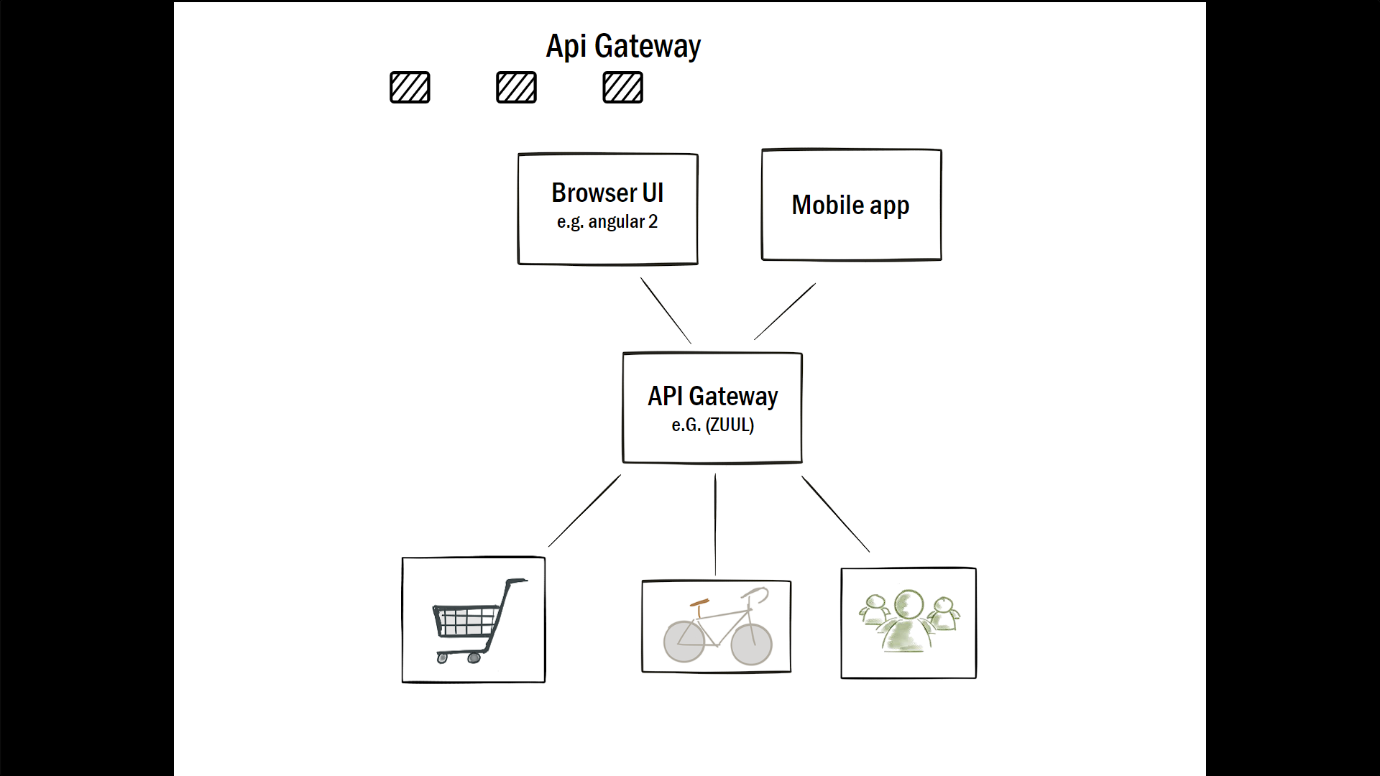 Api Gateway
Browser UI
e.g. angular 2
Mobile app
API Gateway
e.G. (ZUUL)